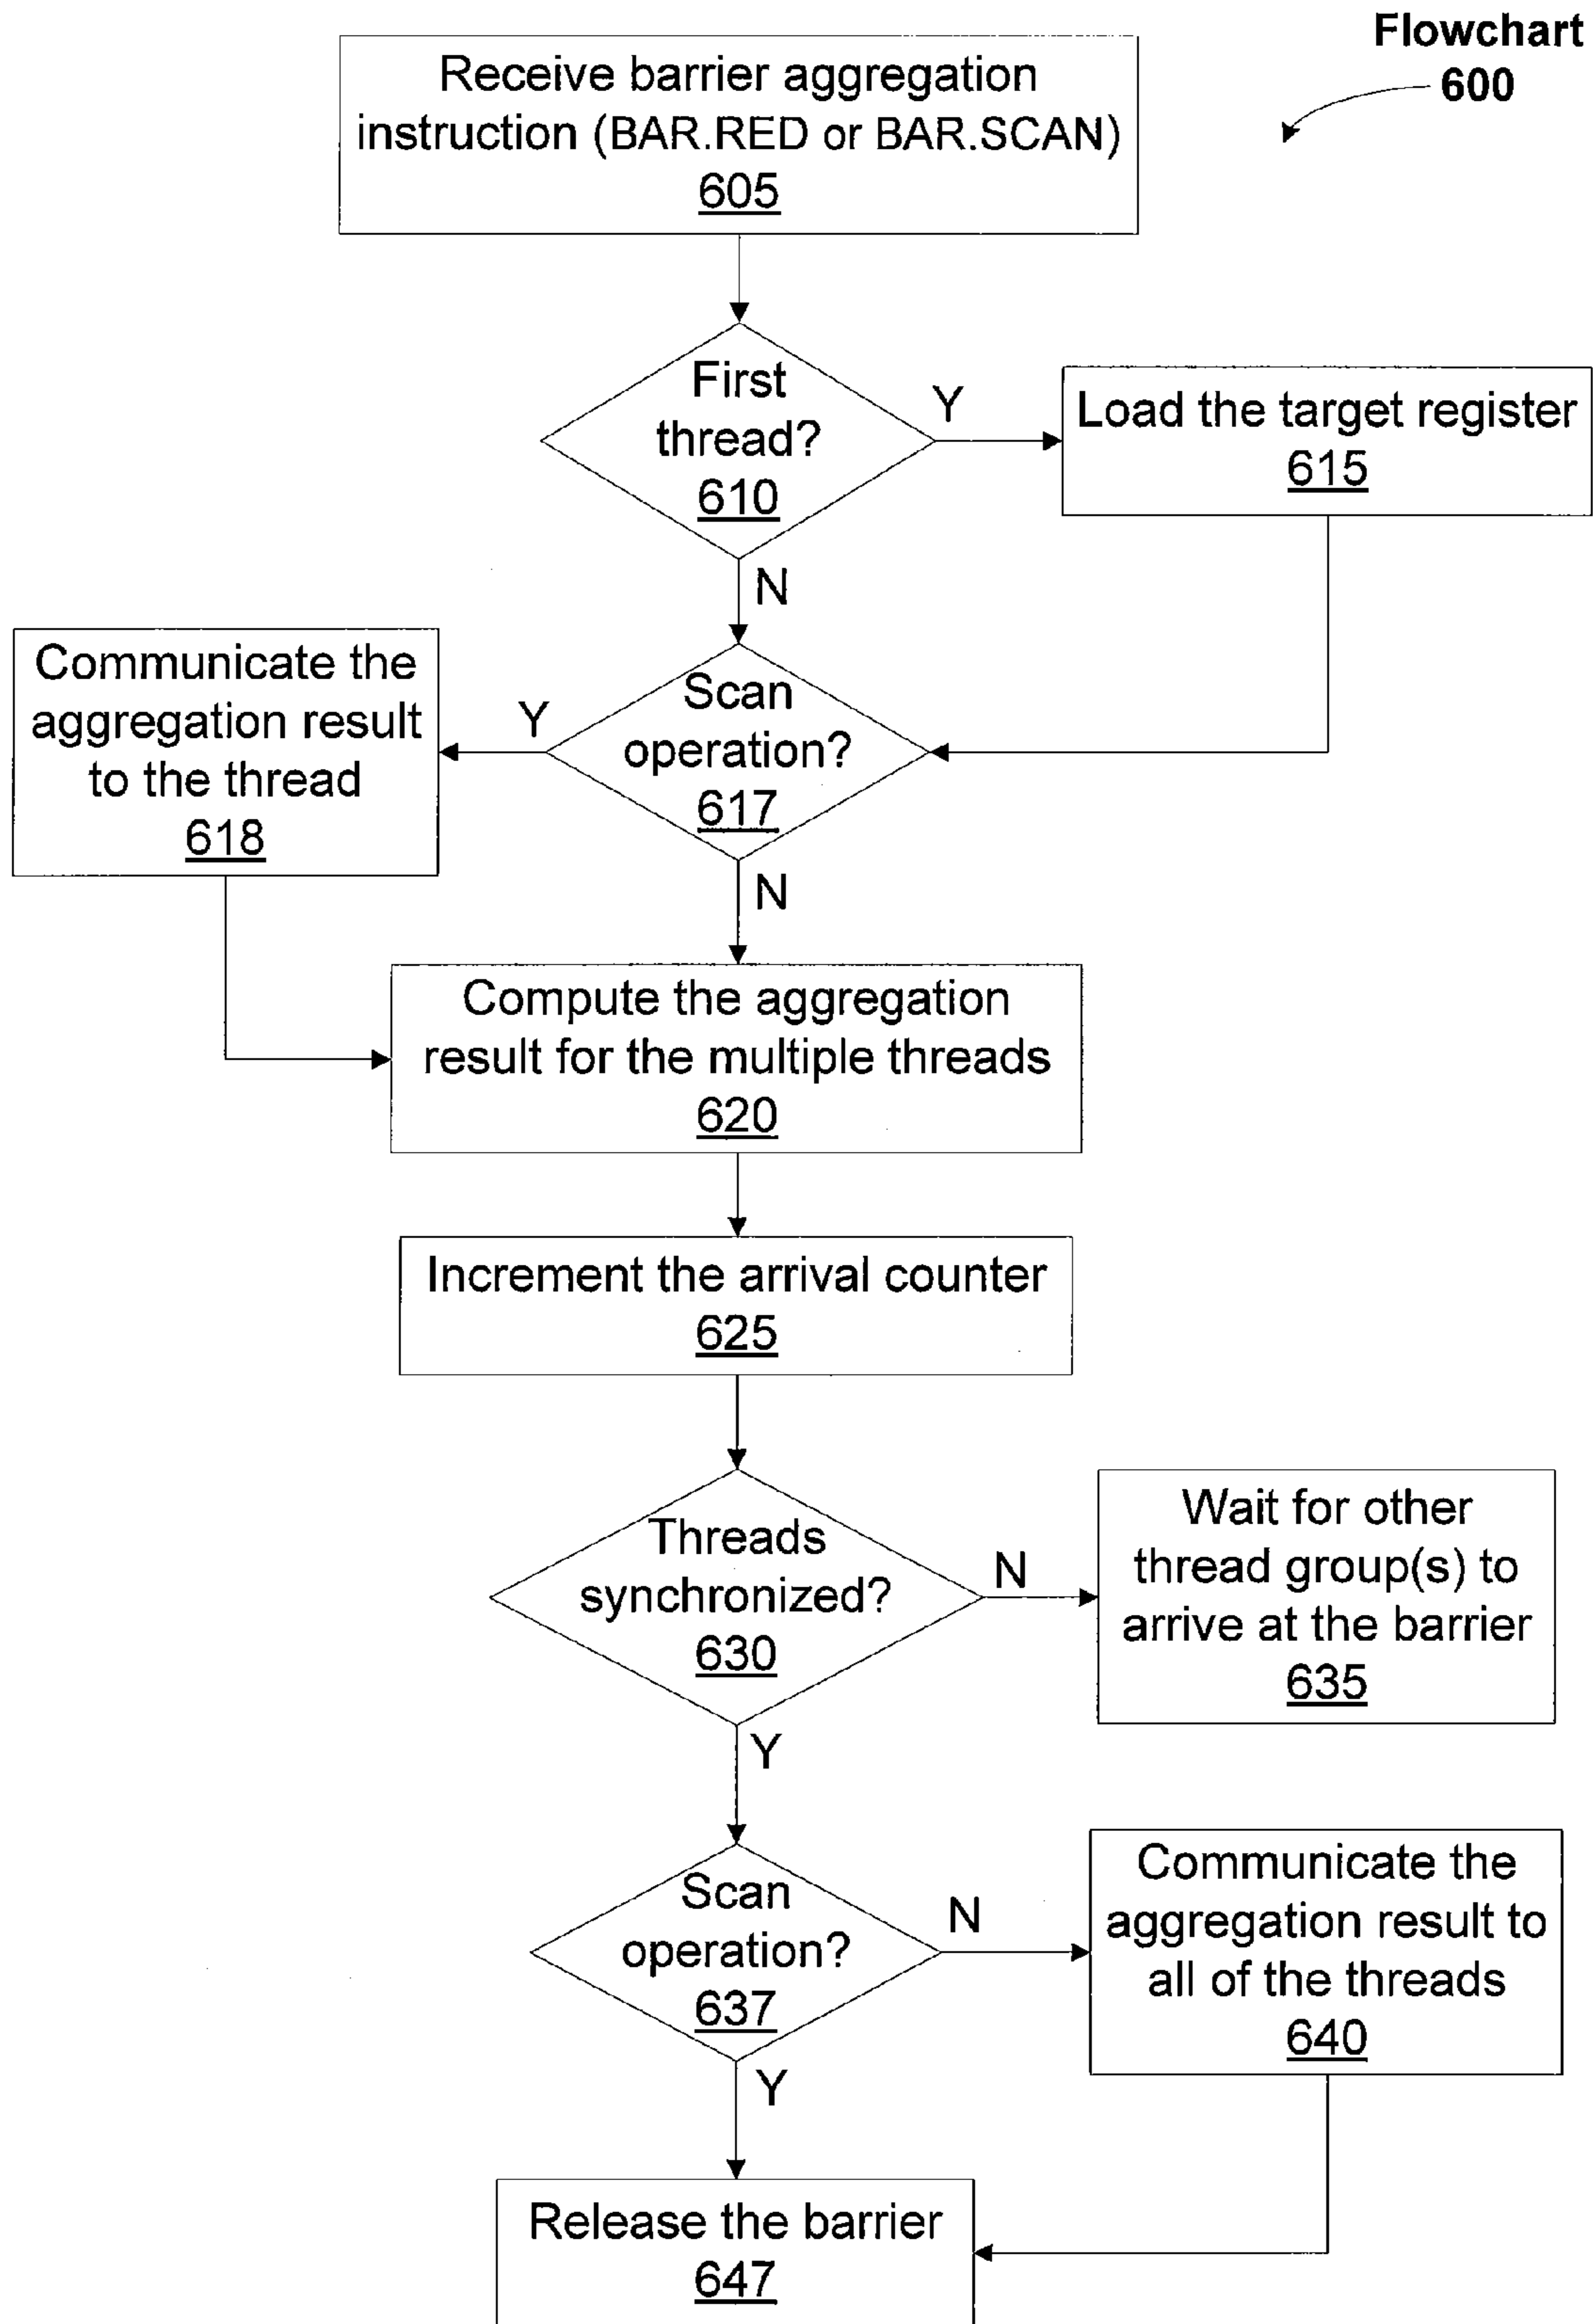 Flowchart
600
Receive barrier aggregation
instruction (BAR.RED or BAR.SCAN)
605
First
thread?
610
Y
Load the target register
615
N
Communicate the
aggregation result
to the thread
618
Y
Scan
operation?
617
N
Compute the aggregation
result for the multiple threads
620
Increment the arrival counter
625
Threads
synchronized?
630
N
Wait for other
thread group(s) to
arrive at the barrier
635
Y
Scan
operation?
637
N
Communicate the
aggregation result to
all of the threads
640
Y
Release the barrier
647